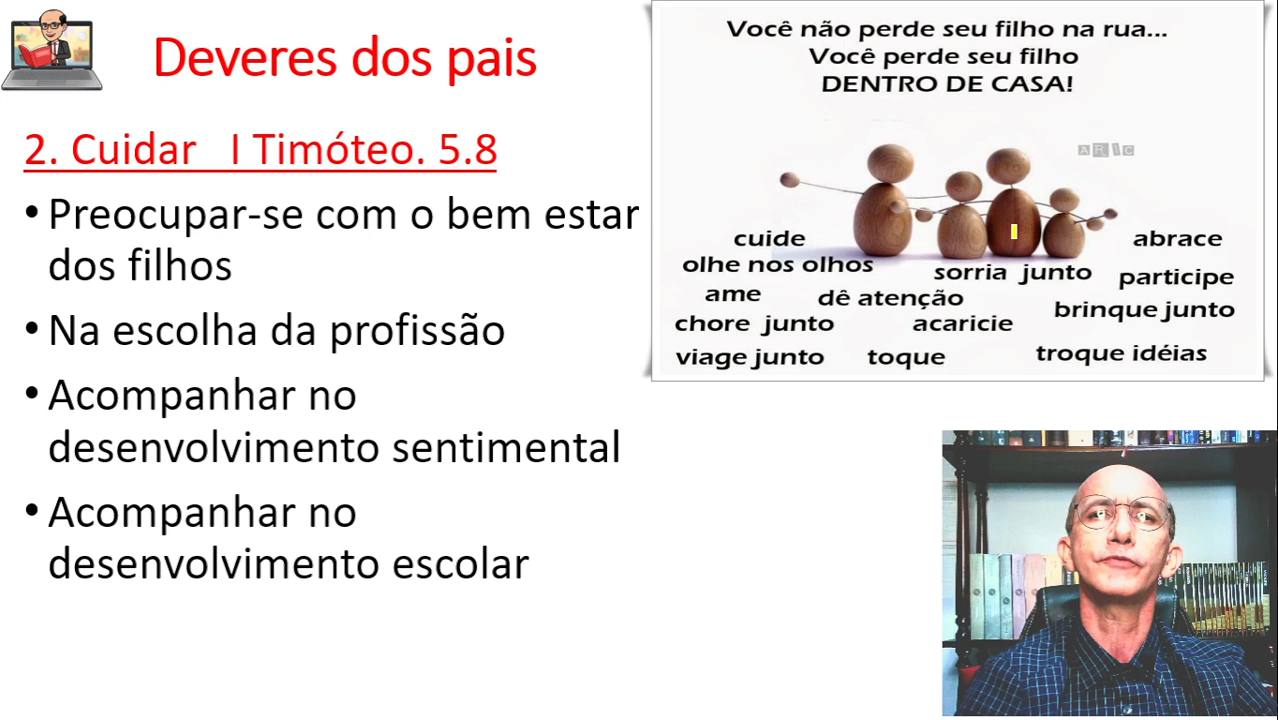 Deveres dos pais
2. Cuidar I Timóteo. 5.8
• Preocupar-se com o bem estar
dos filhos
• Na escolha da profissão
• Acompanhar no
desenvolvimento sentimental
• Acompanhar no
desenvolvimento escolar
Você não perde seu filho na rua...
Você perde seu filho
DENTRO DE CASA!
ARIC
cuide
abrace
olhe nos olhos
sorria junto
participe
ame
dê atenção
brinque junto
chore junto
acaricie
viage junto
toque
troque idéias